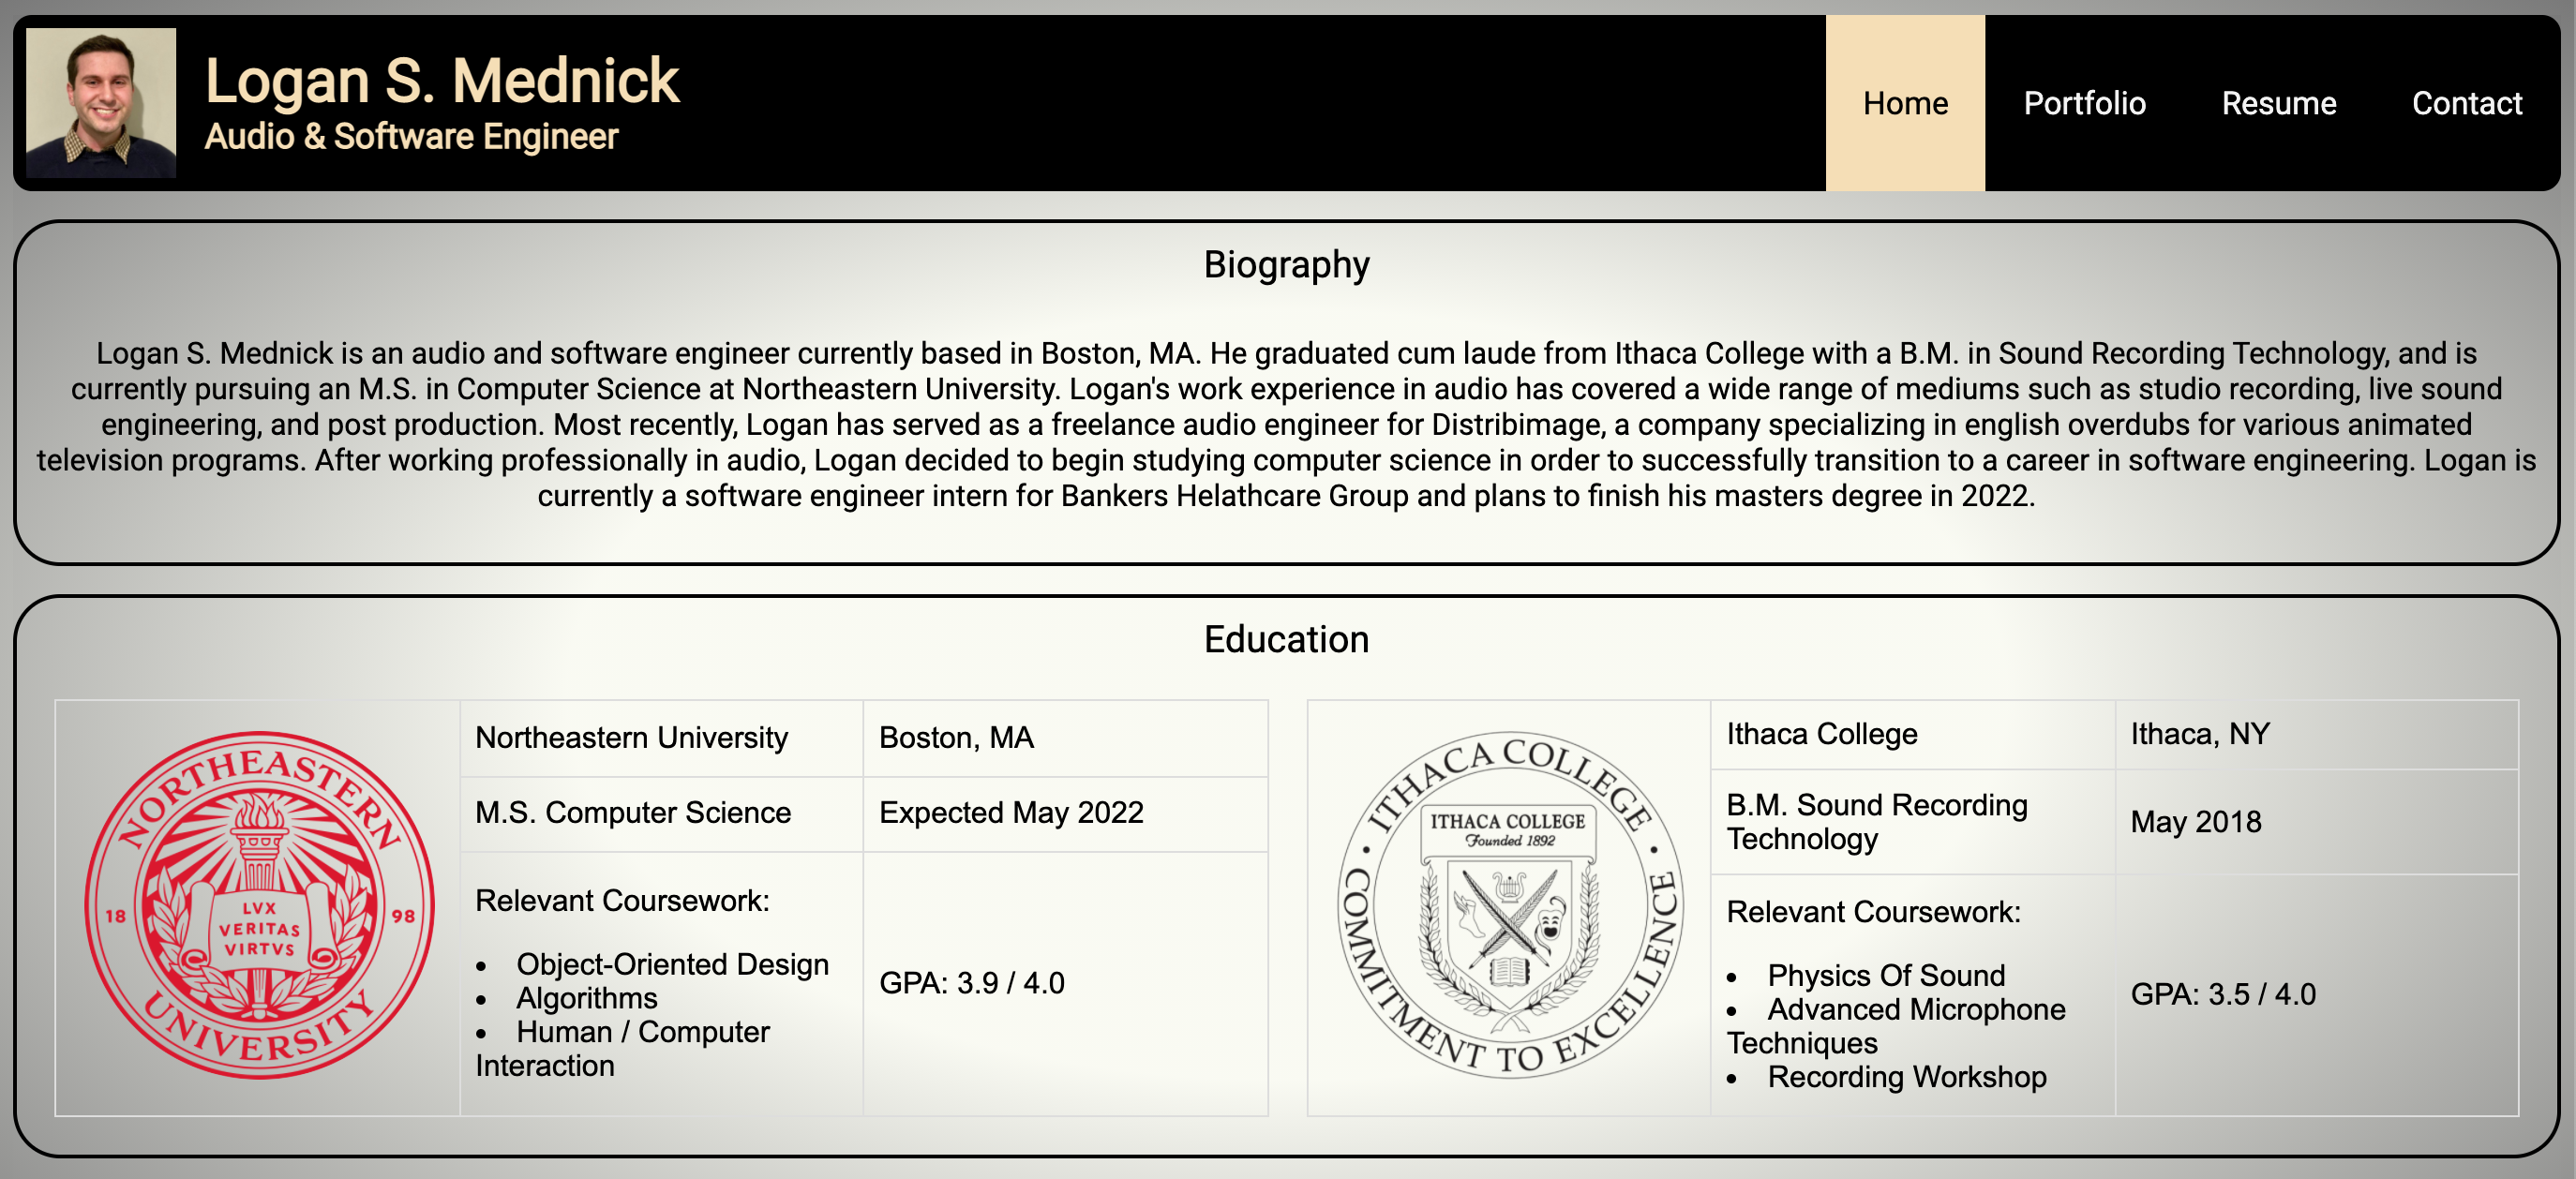 Logan S. Mednick
Audio & Software Engineer
Home
Portfolio
Resume
Contact
Biography
Logan S. Mednick is an audio and software engineer currently based in Boston, MA. He graduated cum laude from Ithaca College with a B.M. in Sound Recording Technology, and is
currently pursuing an M.S. in Computer Science at Northeastern University. Logan's work experience in audio has covered a wide range of mediums such as studio recording, live sound
engineering, and post production. Most recently, Logan has served as a freelance audio engineer for Distribimage, a company specializing in english overdubs for various animated
television programs. After working professionally in audio, Logan decided to begin studying computer science in order to successfully transition to a career in software engineering. Logan is
currently a software engineer intern for Bankers Helathcare Group and plans to finish his masters degree in 2022.
Education
NORTHEASTERN
18
98
LVX
VERITAS
VIRTVS
UNIVERSITY
Northeastern University
Boston, MA
M.S. Computer Science
Expected May 2022
Relevant Coursework:
• Object-Oriented Design
• Algorithms
• Human / Computer
Interaction
GPA: 3.9 / 4.0
• ITHACA COLLEGE •
ITHACA COLLEGE
Founded 1892
COMMITMENT TO EXCELLENCE
Ithaca College
Ithaca, NY
B.M. Sound Recording
Technology
May 2018
Relevant Coursework:
• Physics Of Sound
• Advanced Microphone
Techniques
• Recording Workshop
GPA: 3.5 / 4.0